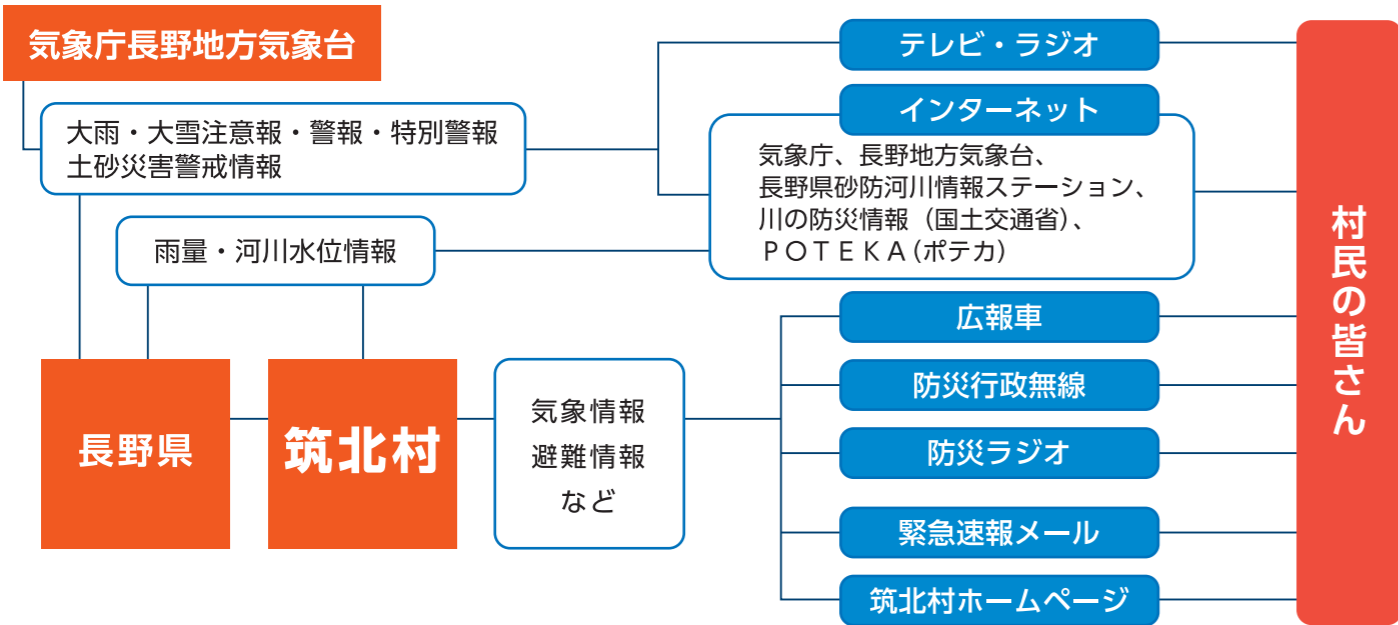 気象庁長野地方気象台
大雨・大雪注意報・警報・特別警報
土砂災害警戒情報
雨量・河川水位情報
長野県
筑北村
気象情報
避難情報
など
テレビ・ラジオ
インターネット
気象庁、長野地方気象台、
長野県砂防河川情報ステーション、
川の防災情報（国土交通省）、
ＰＯＴＥＫＡ（ポテカ）
広報車
防災行政無線
防災ラジオ
緊急速報メール
筑北村ホームページ
村民の皆さん